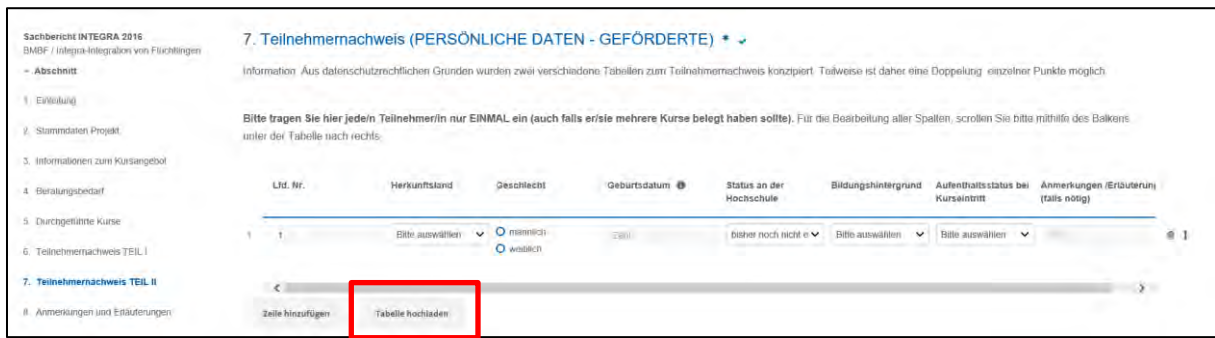 Sachbericht INTEGRA 2016
BMBF / Integra-Integration von Flüchtlingen
– Abschnitt
1. Einleitung
2. Stammdaten Projekt
3. Informationen zum Kursangebot
4. Beratungsbedarf
5. Durchgeführte Kurse
6. Teilnehmernachweis TEIL I
7. Teilnehmernachweis TEIL II
8. Anmerkungen und Erläuterungen
7. Teilnehmernachweis (PERSÖNLICHE DATEN - GEFÖRDERTE) *
Information: Aus datenschutzrechtlichen Gründen wurden zwei verschiedene Tabellen zum Teilnehmernachweis konzipiert. Teilweise ist daher eine Doppelung einzelner Punkte möglich.
Bitte tragen Sie hier jede/n Teilnehmer/in nur EINMAL ein (auch falls er/sie mehrere Kurse belegt haben sollte). Für die Bearbeitung aller Spalten, scrollen Sie bitte mithilfe des Balkens
unter der Tabelle nach rechts.
Lfd. Nr. Herkunftsland Geschlecht Geburtsdatum Status an der Hochschule Bildungshintergrund Aufenthaltsstatus bei Kurseintritt Anmerkungen /Erläuterung (falls nötig)
1 1 Bitte auswählen männlich bisher noch nicht e Bitte auswählen Bitte auswählen
weiblich
Zeile hinzufügen Tabelle hochladen